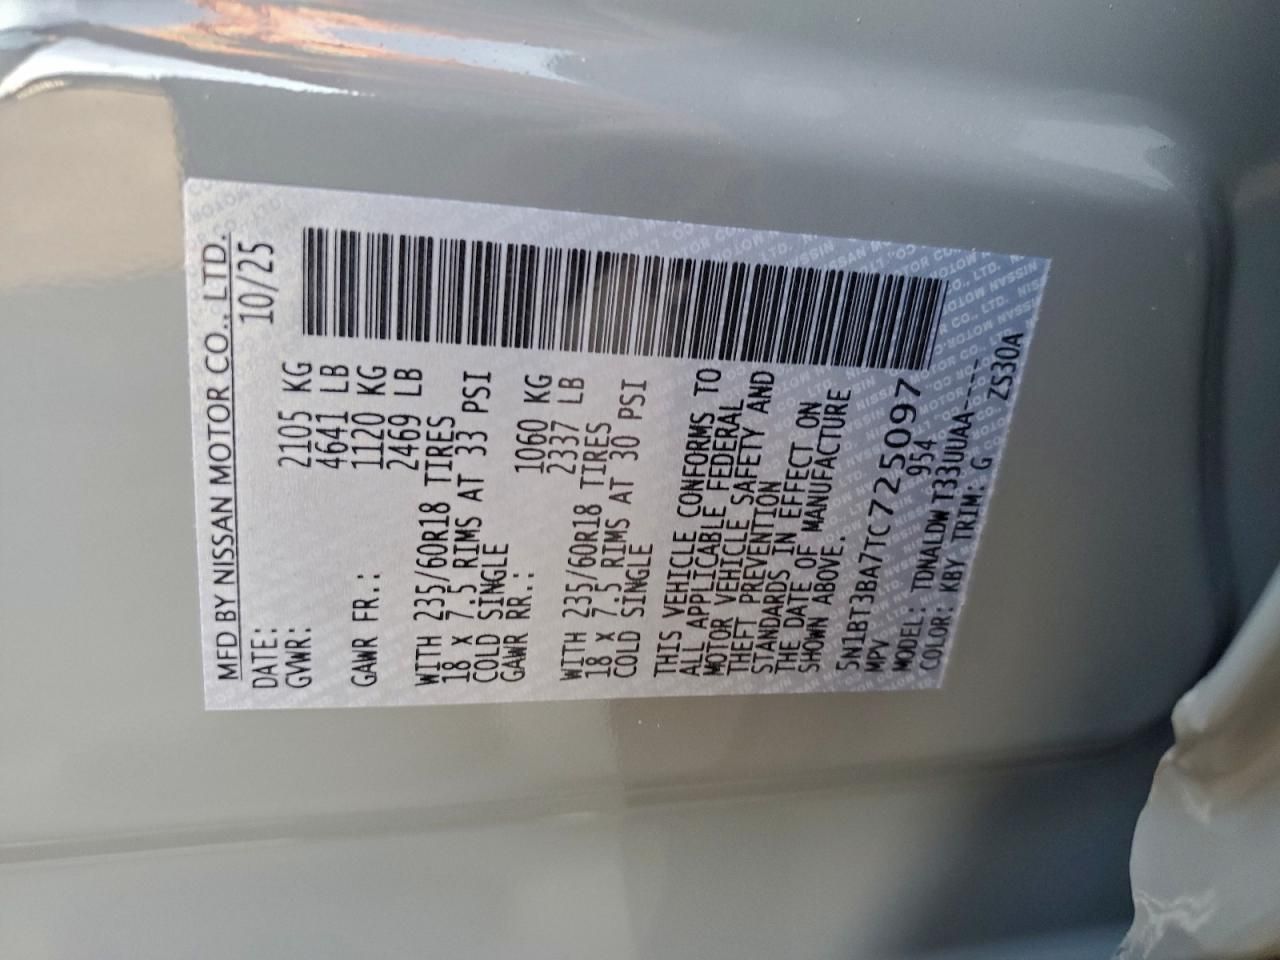 MFD BY NISSAN MOTOR CO., LTD.
DATE: 10/25
GVWR: 2105 KG
4641 LB
GAWR FR.: 1120 KG
2469 LB
WITH 235/60R18 TIRES
18 X 7.5 RIMS AT 33 PSI
COLD SINGLE
GAWR RR.: 1060 KG
2337 LB
WITH 235/60R18 TIRES
18 X 7.5 RIMS AT 30 PSI
COLD SINGLE
THIS VEHICLE CONFORMS TO
ALL APPLICABLE FEDERAL
MOTOR VEHICLE SAFETY AND
THEFT PREVENTION
STANDARDS IN EFFECT ON
THE DATE OF MANUFACTURE
SHOWN ABOVE.
5N1BT3BA7TC725097
MPV 954
MODEL: TDNALDW T33UUAA-----
COLOR: KBY TRIM: G ZS30A